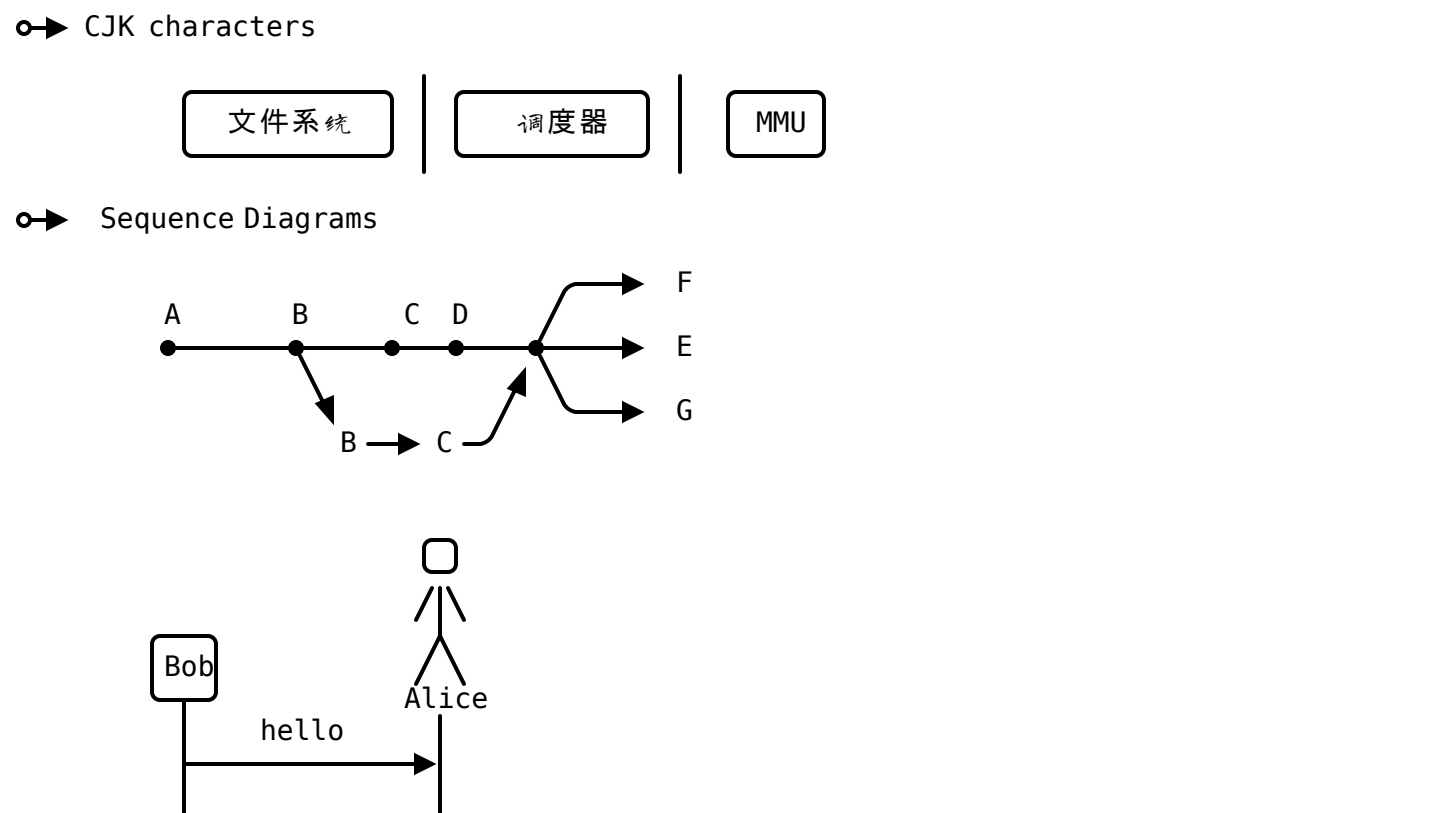 CJK characters
文件系统 调度器 MMU
Sequence Diagrams
F
A B C D
E
G
B C
Bob
Alice
hello